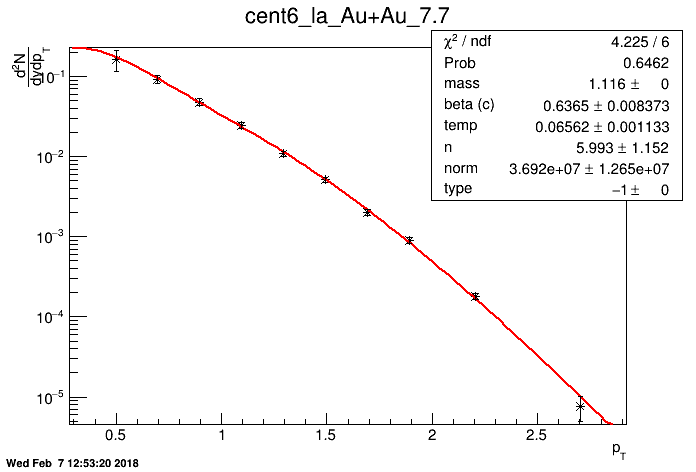 cent6_la_Au+Au_7.7
χ² / ndf 4.225 / 6
Prob 0.6462
mass 1.116 ± 0
beta (c) 0.6365 ± 0.008373
temp 0.06562 ± 0.001133
n 5.993 ± 1.152
norm 3.692e+07 ± 1.265e+07
type −1 ± 0
d²N
dydp_T
10⁻¹
10⁻²
10⁻³
10⁻⁴
10⁻⁵
0.5 1 1.5 2 2.5
p_T
Wed Feb 7 12:53:20 2018